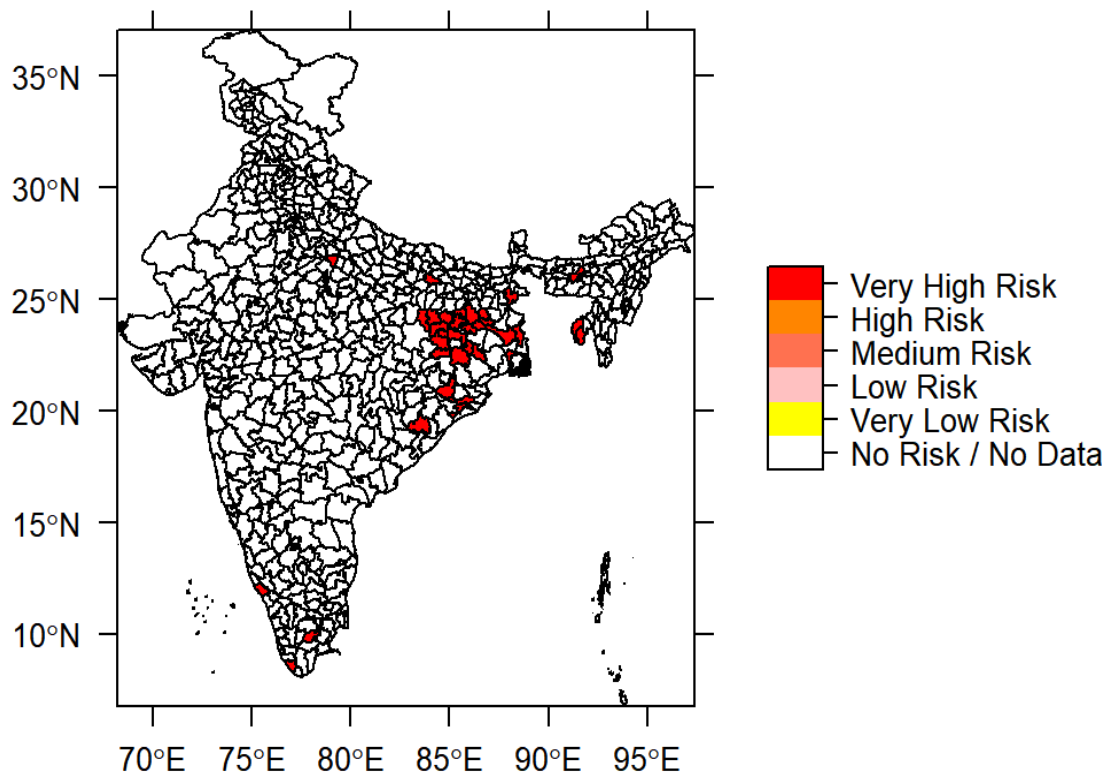 35°N
30°N
25°N
20°N
15°N
10°N
70°E 75°E 80°E 85°E 90°E 95°E
Very High Risk
High Risk
Medium Risk
Low Risk
Very Low Risk
No Risk / No Data